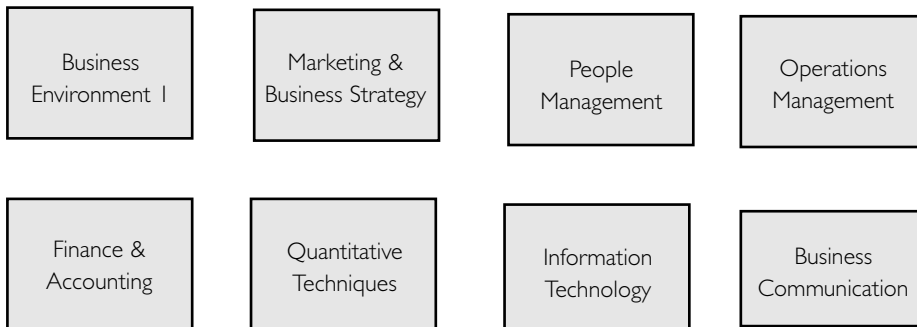 Business
Environment 1
Marketing &
Business Strategy
People
Management
Operations
Management
Finance &
Accounting
Quantitative
Techniques
Information
Technology
Business
Communication